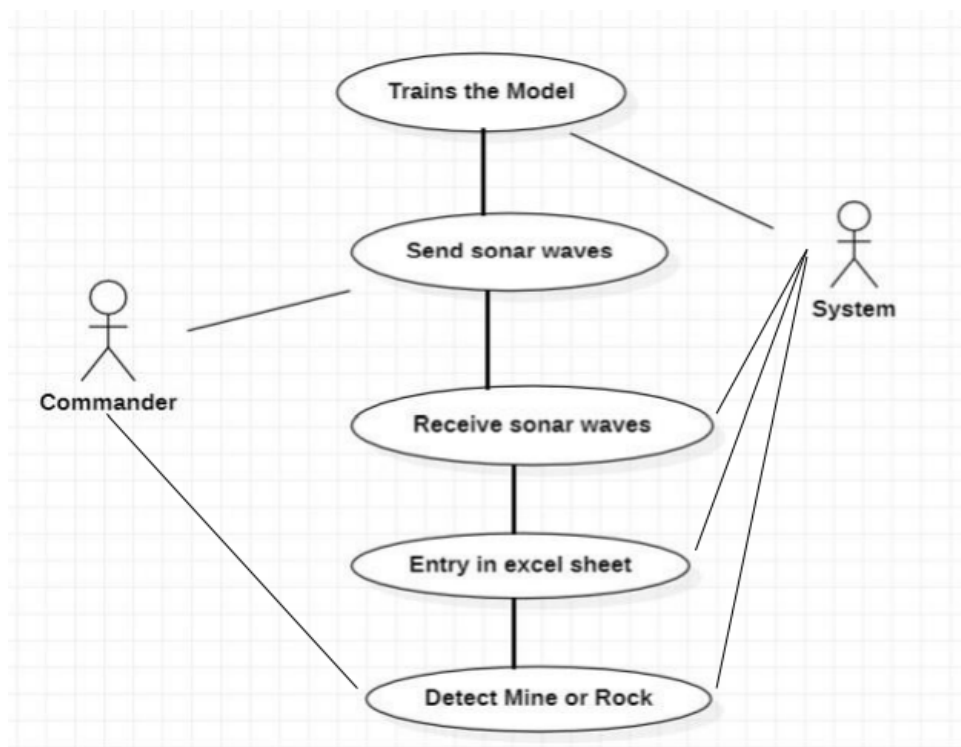 Trains the Model
Send sonar waves
System
Commander
Receive sonar waves
Entry in excel sheet
Detect Mine or Rock